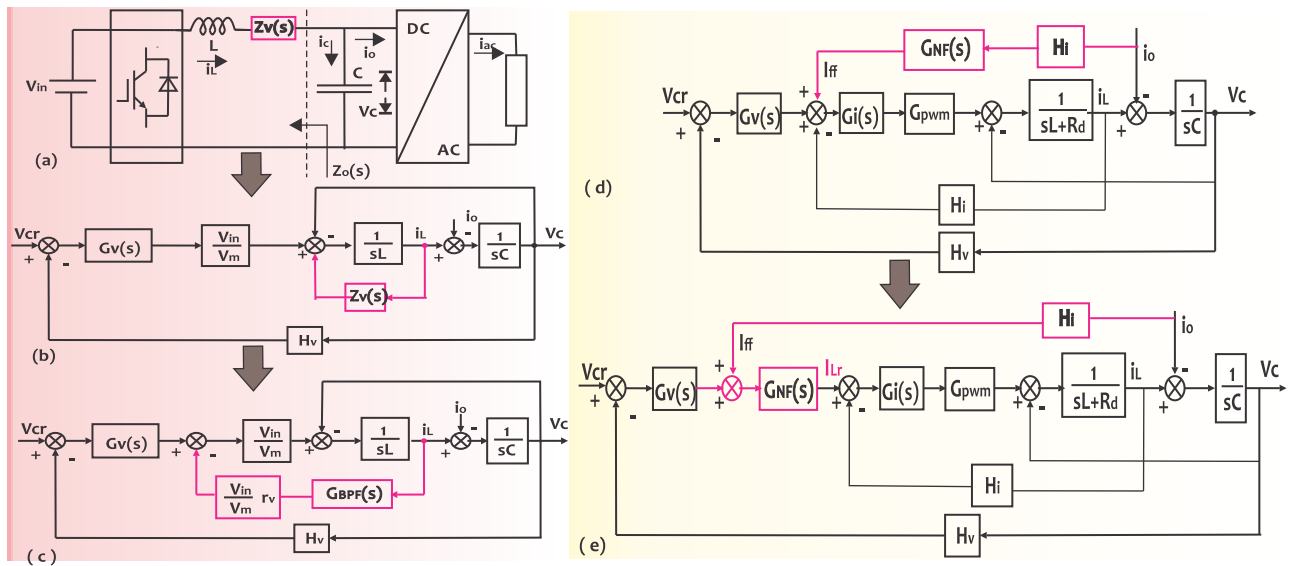 L
Zv(s)
iL
Vin
ic
io
C
Vc
DC
AC
iac
Zo(s)
(a)
Vcr
+
-
Gv(s)
Vin
Vm
+
-
1
sL
iL
+
-
io
1
sC
Vc
Zv(s)
Hv
(b)
Vcr
+
-
Gv(s)
+
-
Vin
Vm
+
-
1
sL
iL
+
-
io
1
sC
Vc
Vin
Vm
rv
GBPF(s)
Hv
(c)
GNF(s)
Hi
io
Iff
Vcr
+
-
Gv(s)
+
+
-
Gi(s)
Gpwm
+
-
1
sL+Rd
iL
+
-
1
sC
Vc
Hi
Hv
(d)
Hi
io
Iff
Vcr
+
-
Gv(s)
+
+
GNF(s)
ILr
+
-
Gi(s)
Gpwm
+
-
1
sL+Rd
iL
+
-
1
sC
Vc
Hi
Hv
(e)